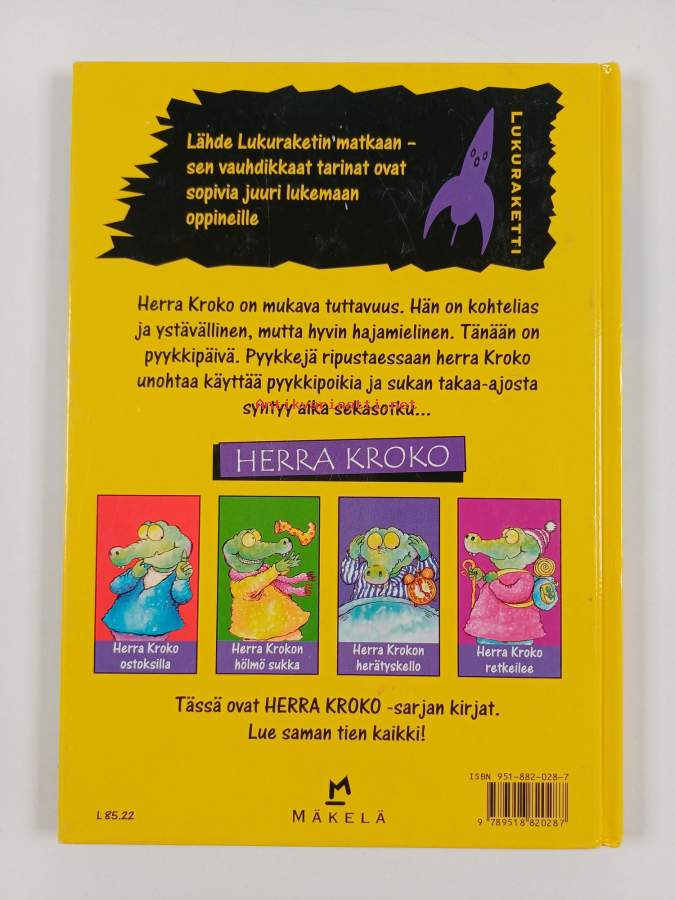 Lähde Lukuraketin matkaan –
sen vauhdikkaat tarinat ovat
sopivia juuri lukemaan
oppineille
LUKURAKETTI
Herra Kroko on mukava tuttavuus. Hän on kohtelias
ja ystävällinen, mutta hyvin hajamielinen. Tänään on
pyykkipäivä. Pyykkejä ripustaessaan herra Kroko
unohtaa käyttää pyykkipoikia ja sukan takaa-ajosta
syntyy aika sekasotku...
Antikvariaatti.net
HERRA KROKO
Herra Kroko
ostoksilla
Herra Krokon
hölmö sukka
Herra Krokon
herätyskello
Herra Kroko
retkeilee
Tässä ovat HERRA KROKO -sarjan kirjat.
Lue saman tien kaikki!
ISBN 951-882-028-7
9 789518 820287
M
MÄKELÄ
L 85.22